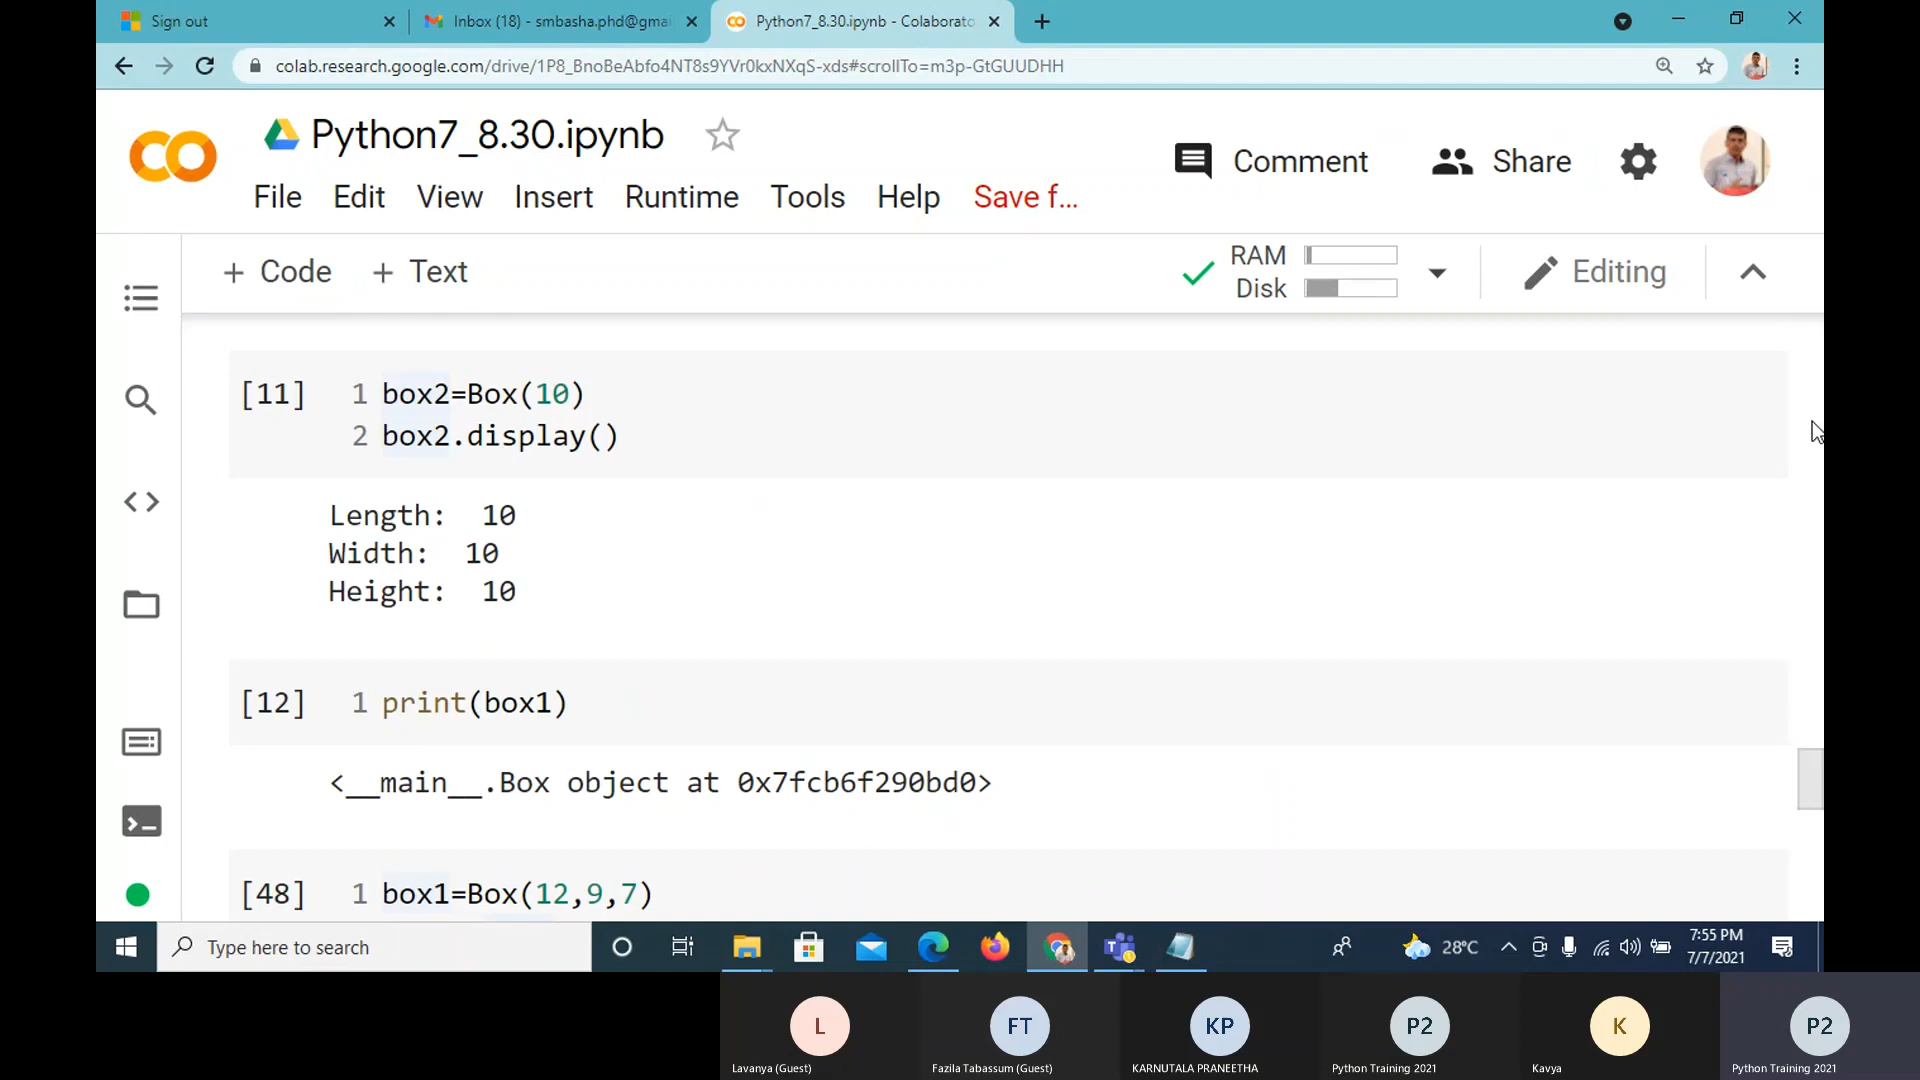 Sign out
Inbox (18) - smbasha.phd@gmai
Python7_8.30.ipynb - Colaborato
colab.research.google.com/drive/1P8_BnoBeAbfo4NT8s9YVr0kxNXqS-xds#scrollTo=m3p-GtGUUDHH
Python7_8.30.ipynb
Comment
Share
File Edit View Insert Runtime Tools Help Save f...
+ Code + Text
RAM
Disk
Editing
[11] 1 box2=Box(10)
2 box2.display()
Length:  10
Width:  10
Height:  10
[12] 1 print(box1)
<__main__.Box object at 0x7fcb6f290bd0>
[48] 1 box1=Box(12,9,7)
Type here to search
28°C
7:55 PM
7/7/2021
L
FT
KP
P2
K
P2
Lavanya (Guest)
Fazila Tabassum (Guest)
KARNUTALA PRANEETHA
Python Training 2021
Kavya
Python Training 2021